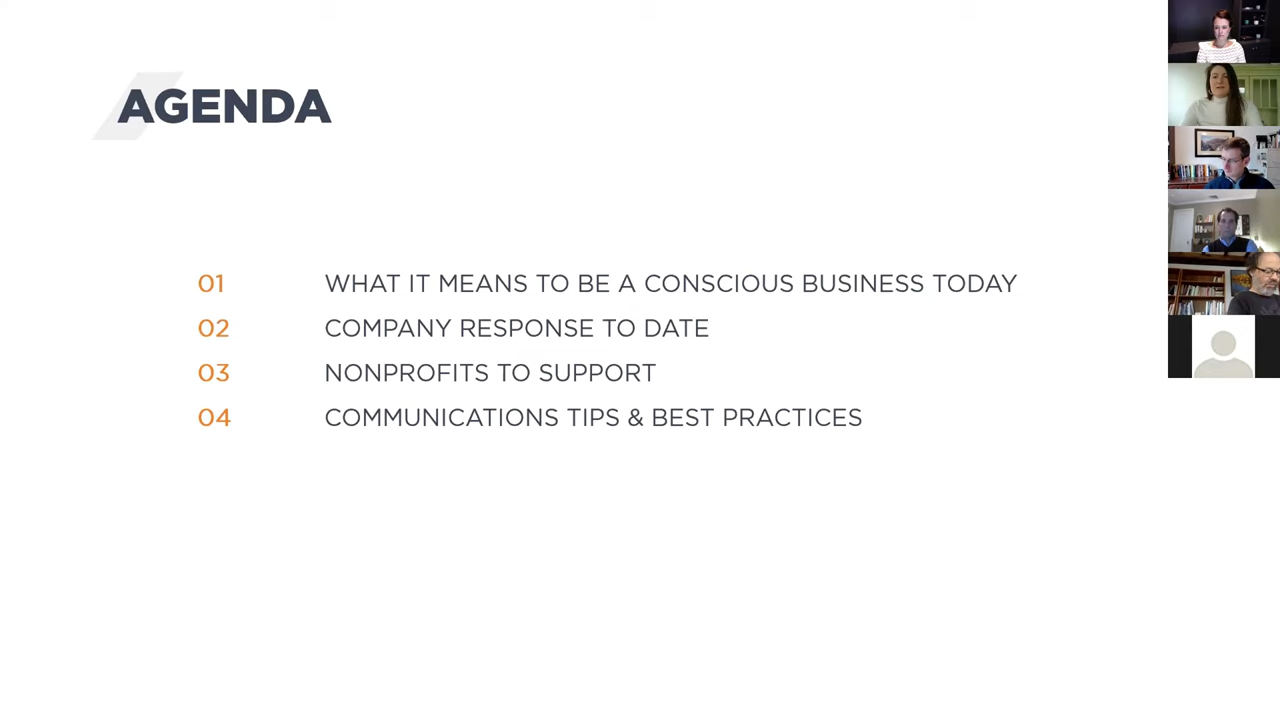 AGENDA
01 WHAT IT MEANS TO BE A CONSCIOUS BUSINESS TODAY
02 COMPANY RESPONSE TO DATE
03 NONPROFITS TO SUPPORT
04 COMMUNICATIONS TIPS & BEST PRACTICES